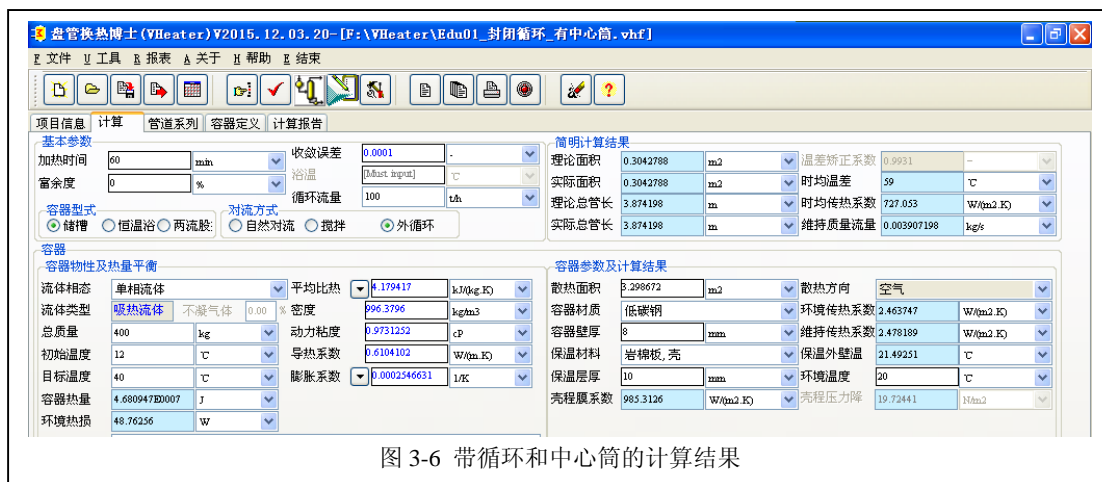 盘管换热博士(VHeater)V2015.12.03.20-[F:\VHeater\Edu01_封闭循环_有中心筒.vhf]
F 文件 U 工具 R 报表 A 关于 H 帮助 E 结束
项目信息 计算 管道系列 容器定义 计算报告
基本参数
加热时间 60 min 收敛误差 0.0001 -
富余度 0 % 浴温 [Must input] ℃
循环流量 100 t/h
容器型式 对流方式
储槽 恒温浴 两流股: 自然对流 搅拌 外循环
简明计算结果
理论面积 0.3042788 m2 温差矫正系数 0.9931 -
实际面积 0.3042788 m2 时均温差 59 ℃
理论总管长 3.874198 m 时均传热系数 727.053 W/(m2.K)
实际总管长 3.874198 m 维持质量流量 0.003907198 kg/s
容器
容器物性及热量平衡
流体相态 单相流体 平均比热 4.179417 kJ/(kg.K)
流体类型 吸热流体 不凝气体 0.00 % 密度 996.3796 kg/m3
总质量 400 kg 动力粘度 0.9731252 cP
初始温度 12 ℃ 导热系数 0.6104102 W/(m.K)
目标温度 40 ℃ 膨胀系数 0.0002546631 1/K
容器热量 4.680947E0007 J
环境热损 48.76256 W
容器参数及计算结果
散热面积 3.298672 m2 散热方向 空气
容器材质 低碳钢 环境传热系数 2.463747 W/(m2.K)
容器壁厚 8 mm 维持传热系数 2.478189 W/(m2.K)
保温材料 岩棉板,壳 保温外壁温 21.49251 ℃
保温层厚 10 mm 环境温度 20 ℃
壳程膜系数 985.3126 W/(m2.K) 壳程压力降 19.72441 N/m2
图 3-6 带循环和中心筒的计算结果